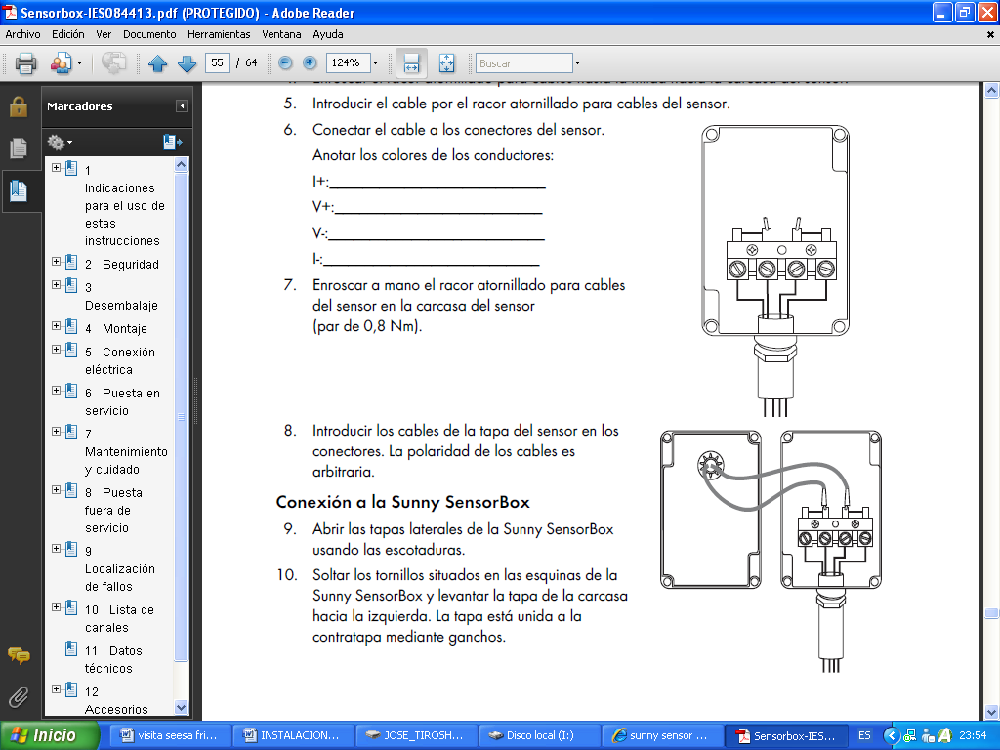 Sensorbox-IES084413.pdf (PROTEGIDO) - Adobe Reader
Archivo Edición Ver Documento Herramientas Ventana Ayuda
55 / 64 124% Buscar
Marcadores
1
Indicaciones
para el uso de
estas
instrucciones
2 Seguridad
3
Desembalaje
4 Montaje
5 Conexión
eléctrica
6 Puesta en
servicio
7
Mantenimiento
y cuidado
8 Puesta
fuera de
servicio
9
Localización
de fallos
10 Lista de
canales
11 Datos
técnicos
12
Accesorios
5. Introducir el cable por el racor atornillado para cables del sensor.
6. Conectar el cable a los conectores del sensor.
Anotar los colores de los conductores:
I+:
V+:
V-:
I-:
7. Enroscar a mano el racor atornillado para cables
del sensor en la carcasa del sensor
(par de 0,8 Nm).
8. Introducir los cables de la tapa del sensor en los
conectores. La polaridad de los cables es
arbitraria.
Conexión a la Sunny SensorBox
9. Abrir las tapas laterales de la Sunny SensorBox
usando las escotaduras.
10. Soltar los tornillos situados en las esquinas de la
Sunny SensorBox y levantar la tapa de la carcasa
hacia la izquierda. La tapa está unida a la
contratapa mediante ganchos.
Inicio visita seesa fri... INSTALACION... JOSE_TIROSH... Disco local (I:) sunny sensor ... Sensorbox-IES... ES 23:54